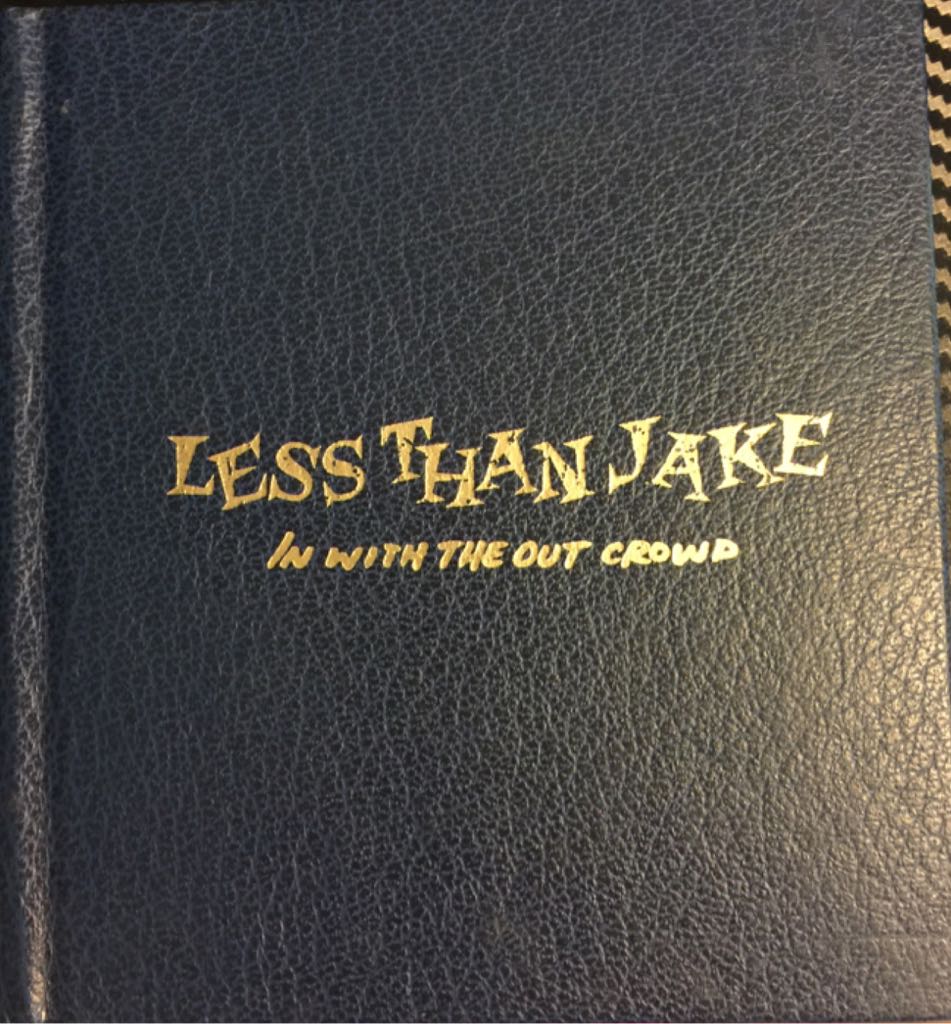 LESS THAN JAKE
IN WITH THE OUT CROWD